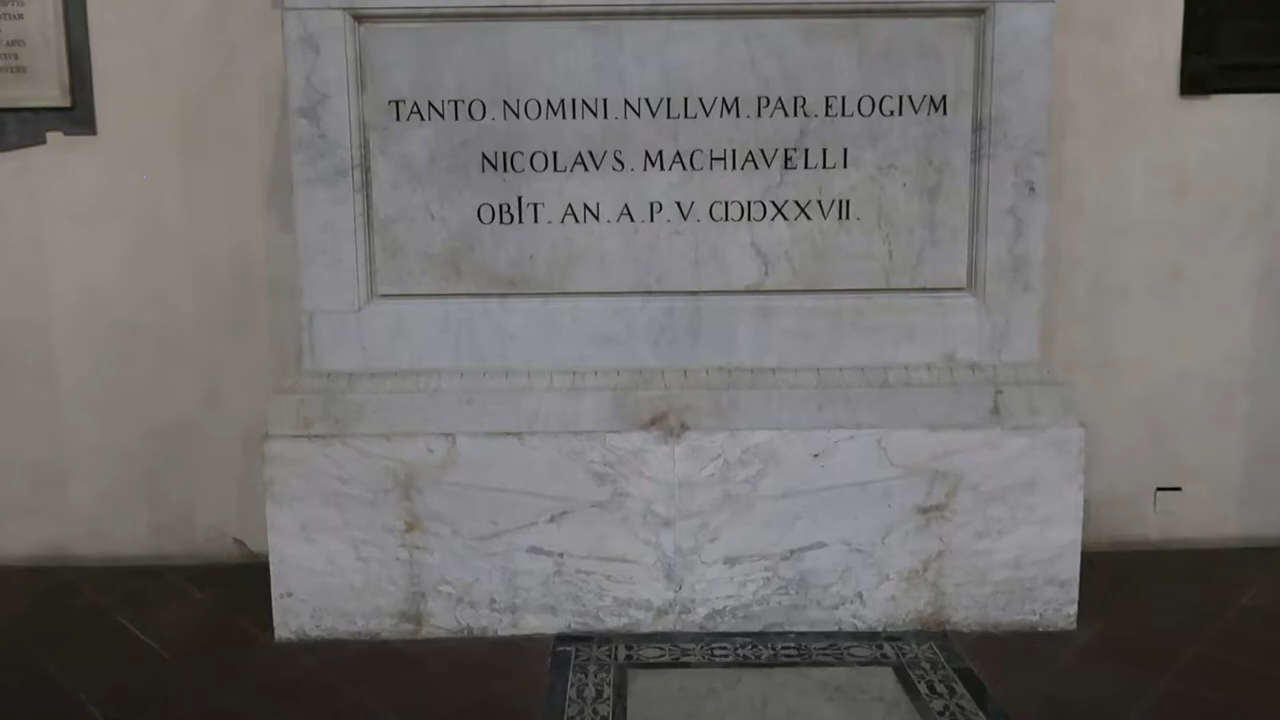 TANTO. NOMINI. NVLLVM. PAR. ELOGIVM
NICOLAVS. MACHIAVELLI
OBIT. AN. A. P. V. CIƆIƆXXVII.